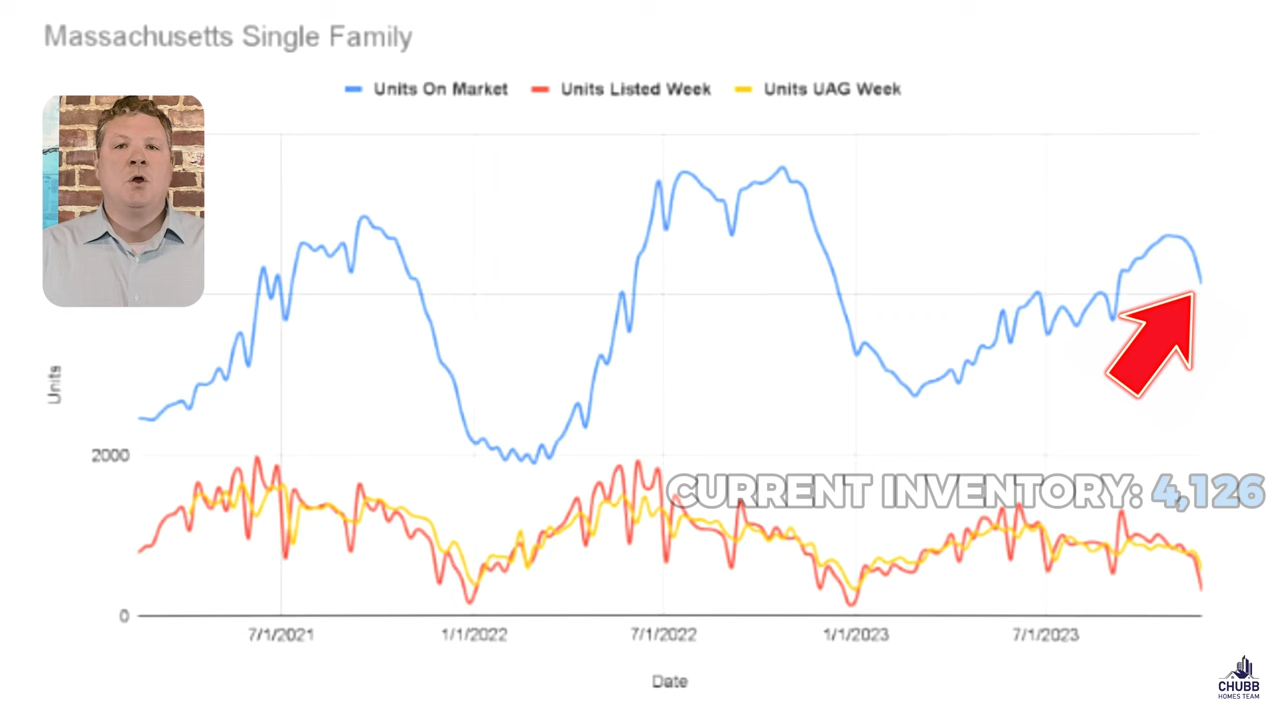 Massachusetts Single Family
Units On Market Units Listed Week Units UAG Week
Units
2000
CURRENT INVENTORY: 4,126
0
7/1/2021 1/1/2022 7/1/2022 1/1/2023 7/1/2023
Date
CHUBB
HOMES TEAM